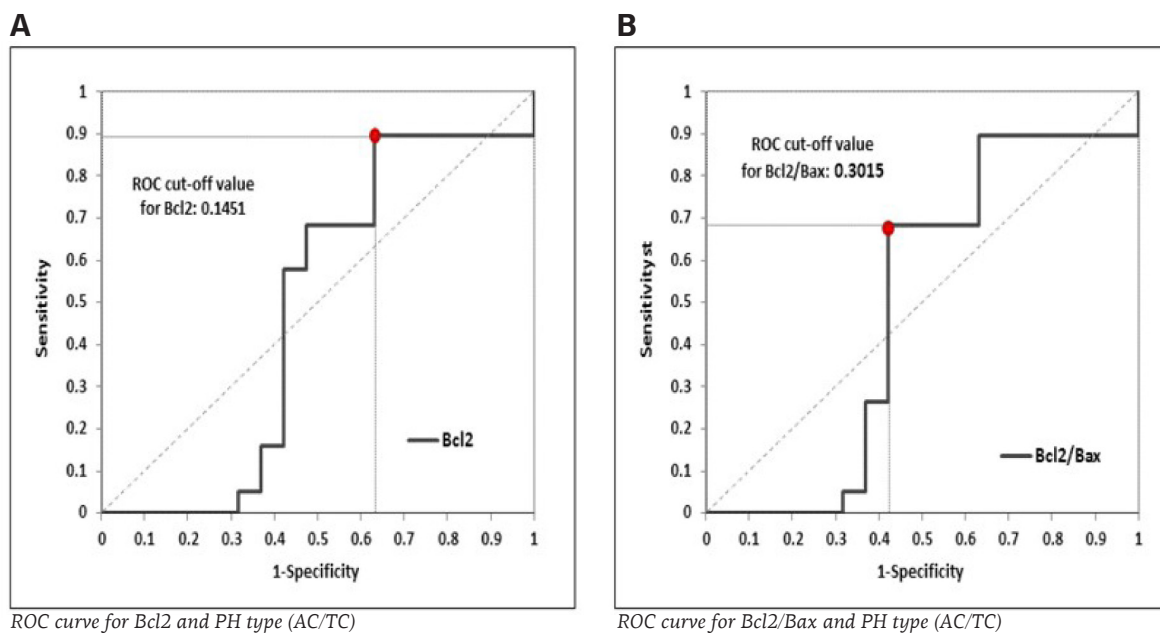 A
1
0.9
0.8
0.7
0.6
0.5
0.4
0.3
0.2
0.1
0
Sensitivity
ROC cut-off value
for Bcl2: 0.1451
Bcl2
0 0.1 0.2 0.3 0.4 0.5 0.6 0.7 0.8 0.9 1
1-Specificity
ROC curve for Bcl2 and PH type (AC/TC)
B
1
0.9
0.8
0.7
0.6
0.5
0.4
0.3
0.2
0.1
0
Sensitivity st
ROC cut-off value
for Bcl2/Bax: 0.3015
Bcl2/Bax
0 0.1 0.2 0.3 0.4 0.5 0.6 0.7 0.8 0.9 1
1-Specificity
ROC curve for Bcl2/Bax and PH type (AC/TC)